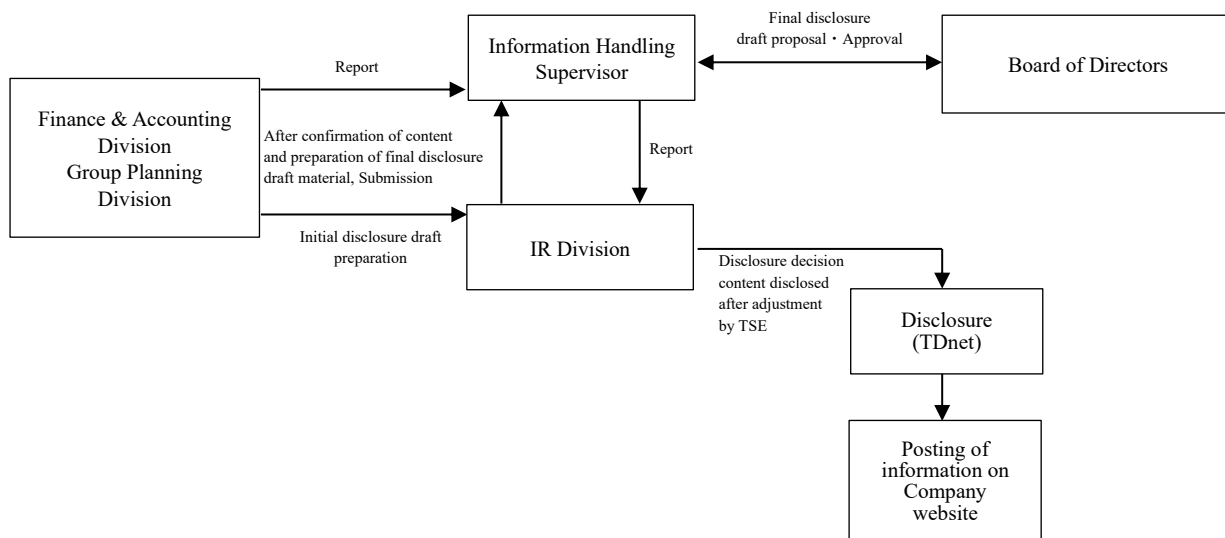 Final disclosure
draft proposal・Approval
Information Handling
Supervisor
Board of Directors
Report
Finance & Accounting
Division
Group Planning
Division
After confirmation of content
and preparation of final disclosure
draft material, Submission
Report
Initial disclosure draft
preparation
IR Division
Disclosure decision
content disclosed
after adjustment
by TSE
Disclosure
(TDnet)
Posting of
information on
Company
website